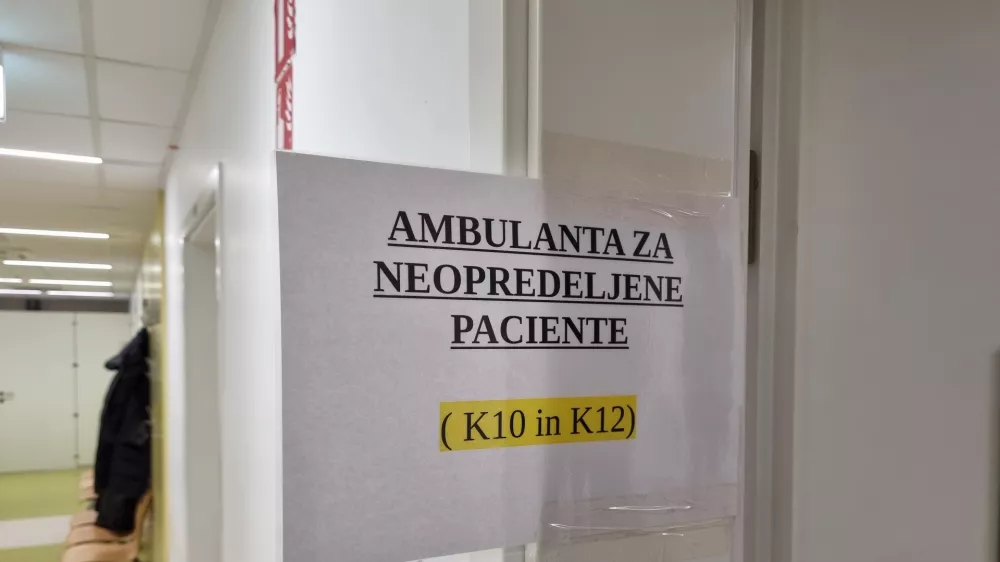 AMBULANTA ZA
NEOPREDELJENE
PACIENTE
( K10 in K12)